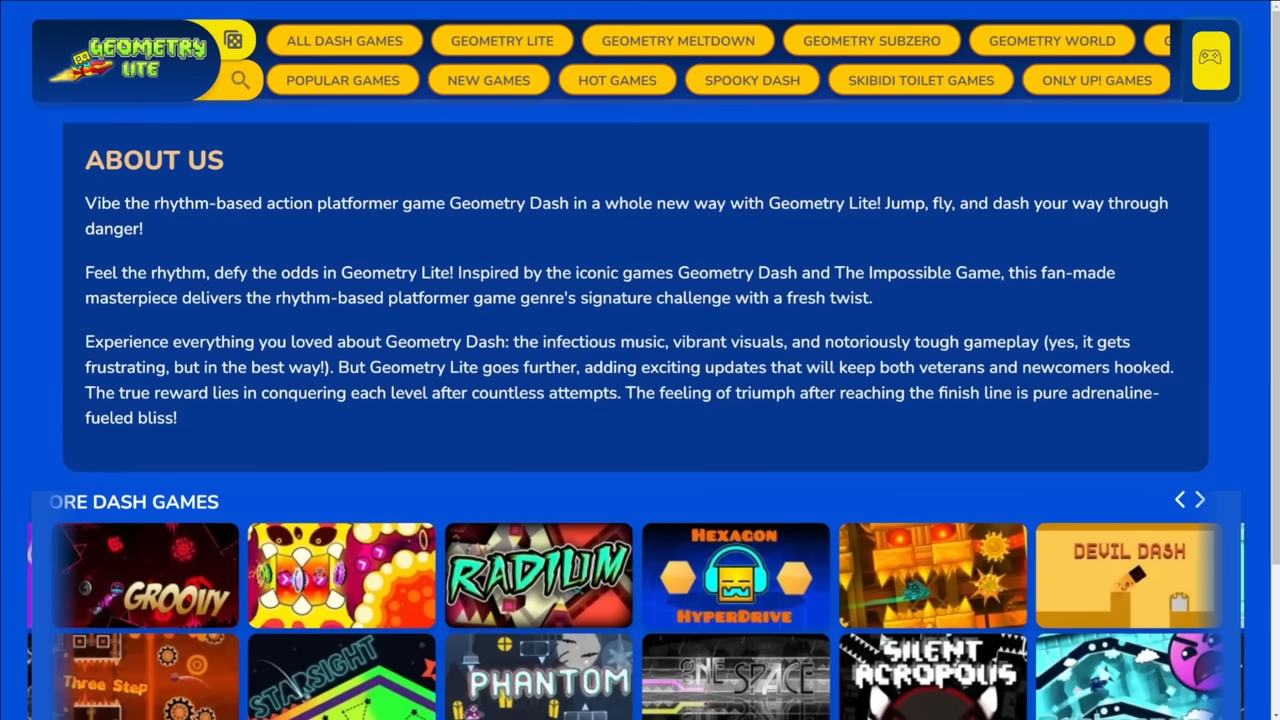 GEOMETRY
LITE
ALL DASH GAMES
GEOMETRY LITE
GEOMETRY MELTDOWN
GEOMETRY SUBZERO
GEOMETRY WORLD
POPULAR GAMES
NEW GAMES
HOT GAMES
SPOOKY DASH
SKIBIDI TOILET GAMES
ONLY UP! GAMES
ABOUT US
Vibe the rhythm-based action platformer game Geometry Dash in a whole new way with Geometry Lite! Jump, fly, and dash your way through
danger!
Feel the rhythm, defy the odds in Geometry Lite! Inspired by the iconic games Geometry Dash and The Impossible Game, this fan-made
masterpiece delivers the rhythm-based platformer game genre's signature challenge with a fresh twist.
Experience everything you loved about Geometry Dash: the infectious music, vibrant visuals, and notoriously tough gameplay (yes, it gets
frustrating, but in the best way!). But Geometry Lite goes further, adding exciting updates that will keep both veterans and newcomers hooked.
The true reward lies in conquering each level after countless attempts. The feeling of triumph after reaching the finish line is pure adrenaline-
fueled bliss!
ORE DASH GAMES
GROOVY
RADIUM
HEXAGON
HYPERDRIVE
DEVIL DASH
Three Step
STARSIGHT
PHANTOM
ONE SPACE
SILENT
ACROPOLIS